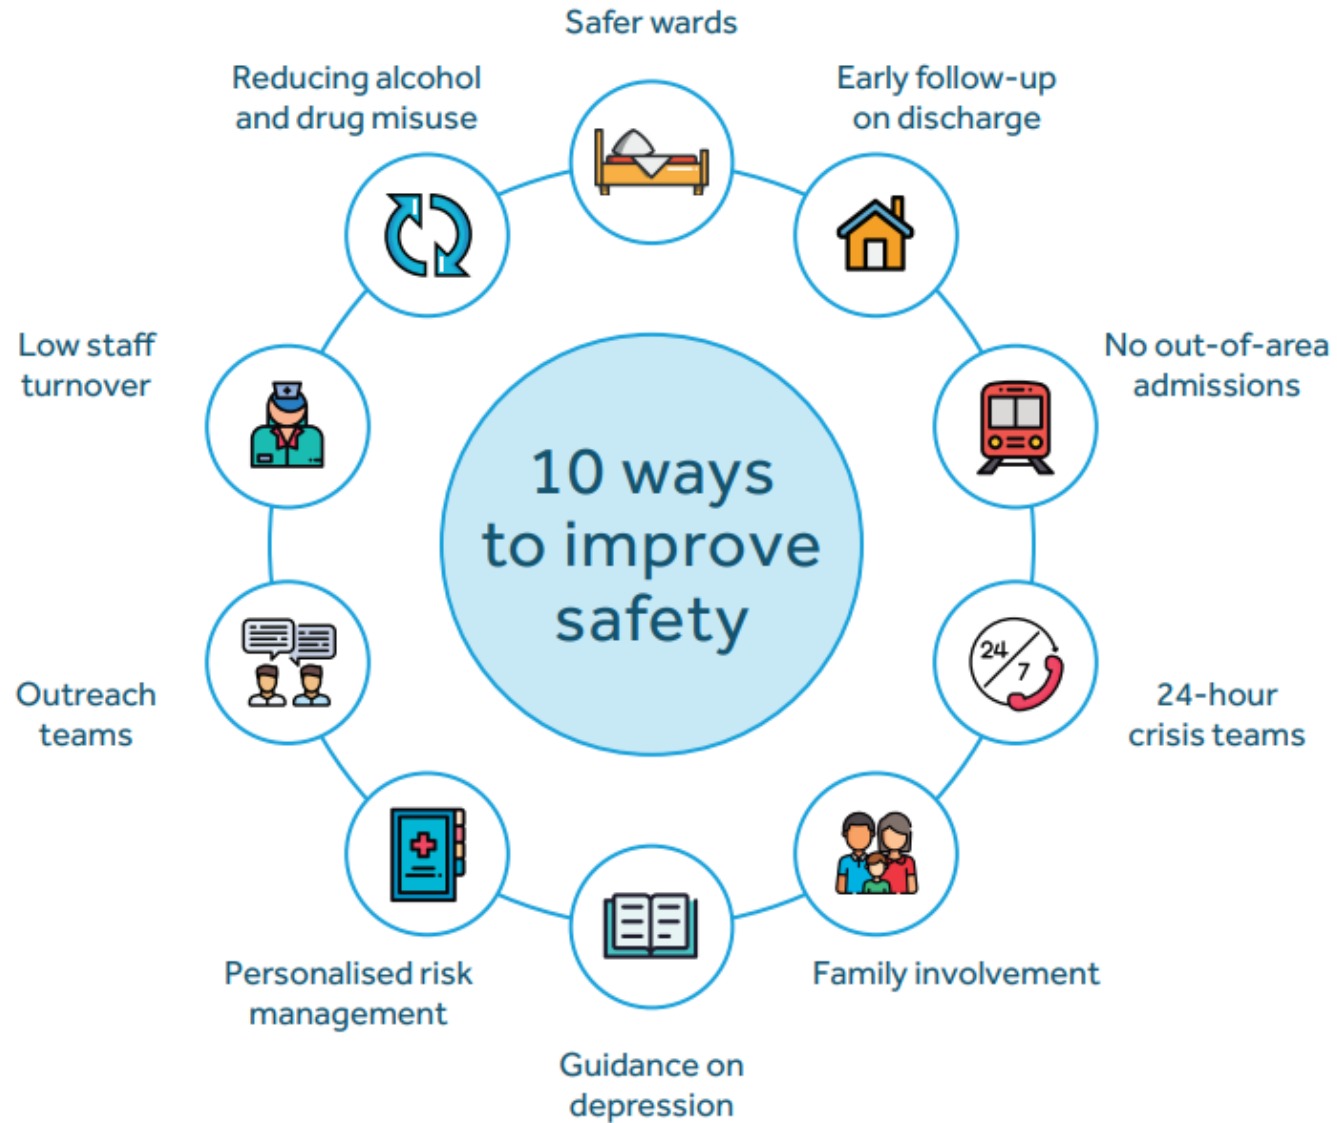 Safer wards
Early follow-up
on discharge
No out-of-area
admissions
24
7
24-hour
crisis teams
Family involvement
Guidance on
depression
Personalised risk
management
Outreach
teams
Low staff
turnover
Reducing alcohol
and drug misuse
10 ways
to improve
safety